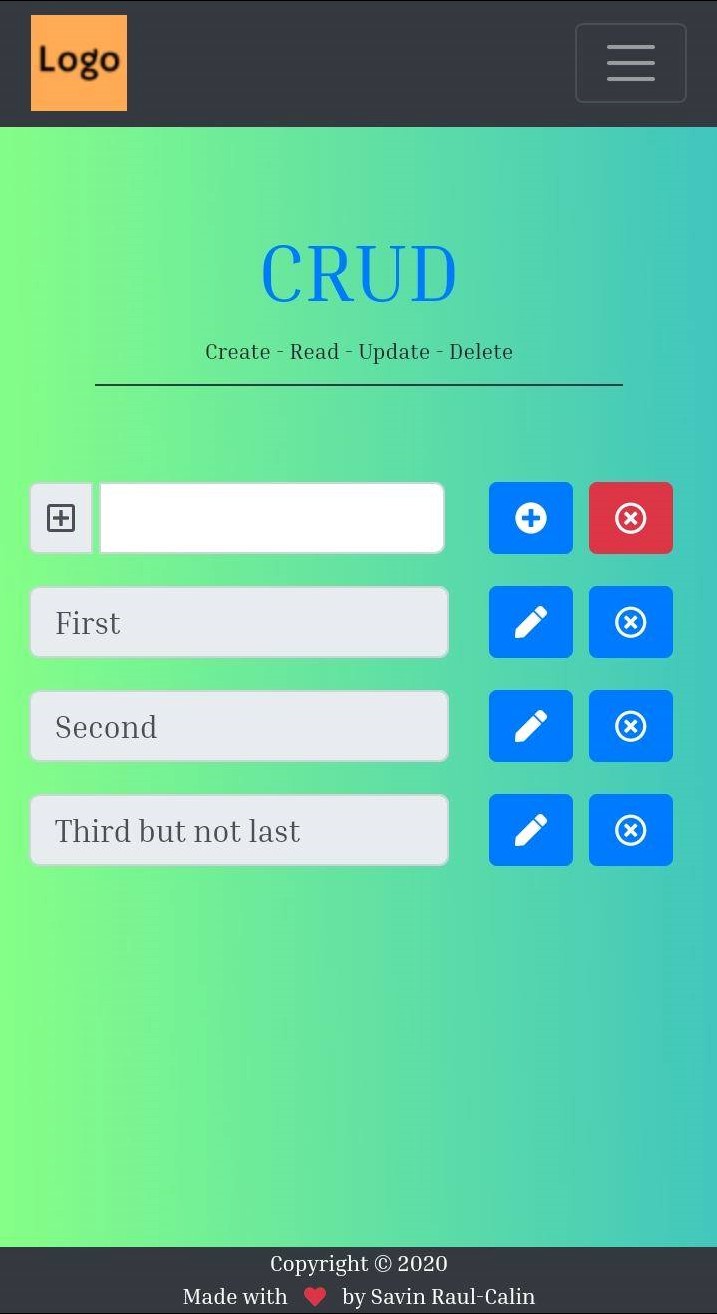 Logo
CRUD
Create - Read - Update - Delete
First
Second
Third but not last
Copyright © 2020
Made with ❤ by Savin Raul-Calin